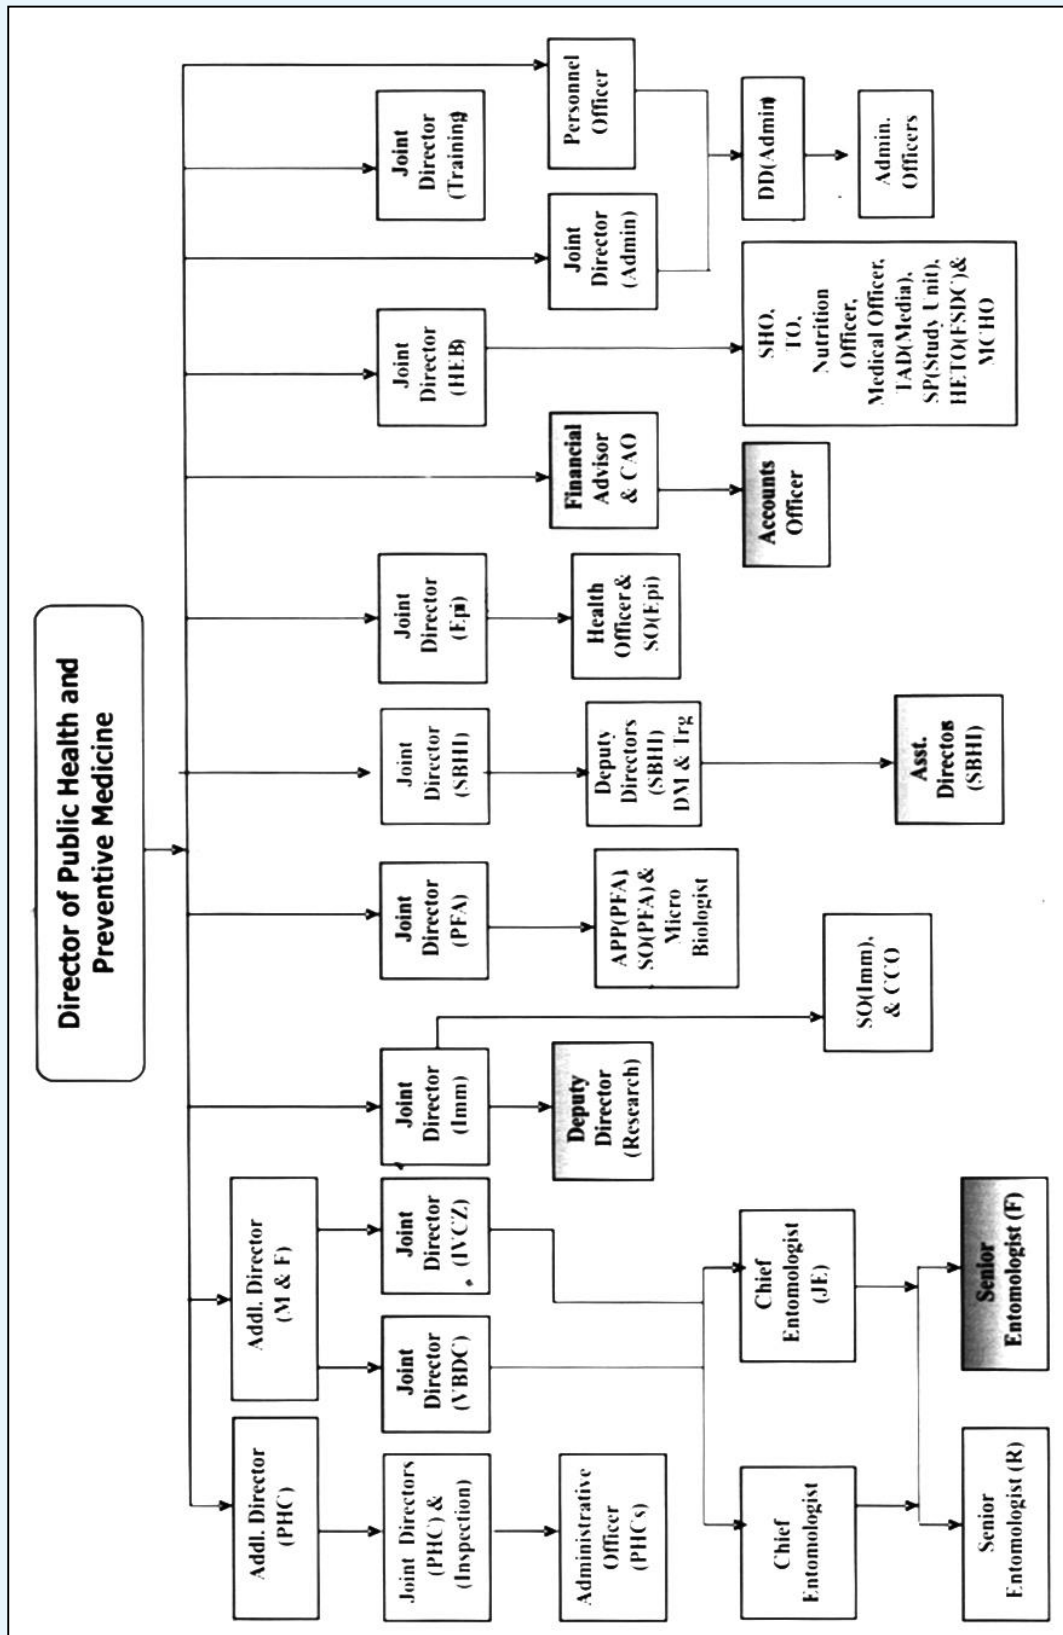 Director of Public Health and
Preventive Medicine
Addl. Director
(PHC)
Addl. Director
(M & F)
Joint Directors
(PHC) &
(Inspection)
Joint
Director
(VBDC)
Joint
Director
(IVCZ)
Joint
Director
(Imm)
Joint
Director
(PFA)
Joint
Director
(SBHI)
Joint
Director
(Epi)
Joint
Director
(HEB)
Joint
Director
(Admin)
Joint
Director
(Training)
Administrative
Officer
(PHCs)
Deputy
Director
(Research)
APP(PFA)
SO(PFA)&
Micro
Biologist
Deputy
Directors
(SBHI)
DM & Trg
Health
Officer &
SO(Epi)
Financial
Advisor
& CAO
Personnel
Officer
Chief
Entomologist
Chief
Entomologist
(JE)
SO(Imm),
& CCO
Asst.
Directors
(SBHI)
Accounts
Officer
SHO,
TO,
Nutrition
Officer,
Medical Officer,
TAD(Media),
SP(Study Unit),
HETO(FSDC)&
MCHO
DD(Admin)
Admin.
Officers
Senior
Entomologist (R)
Senior
Entomologist (F)